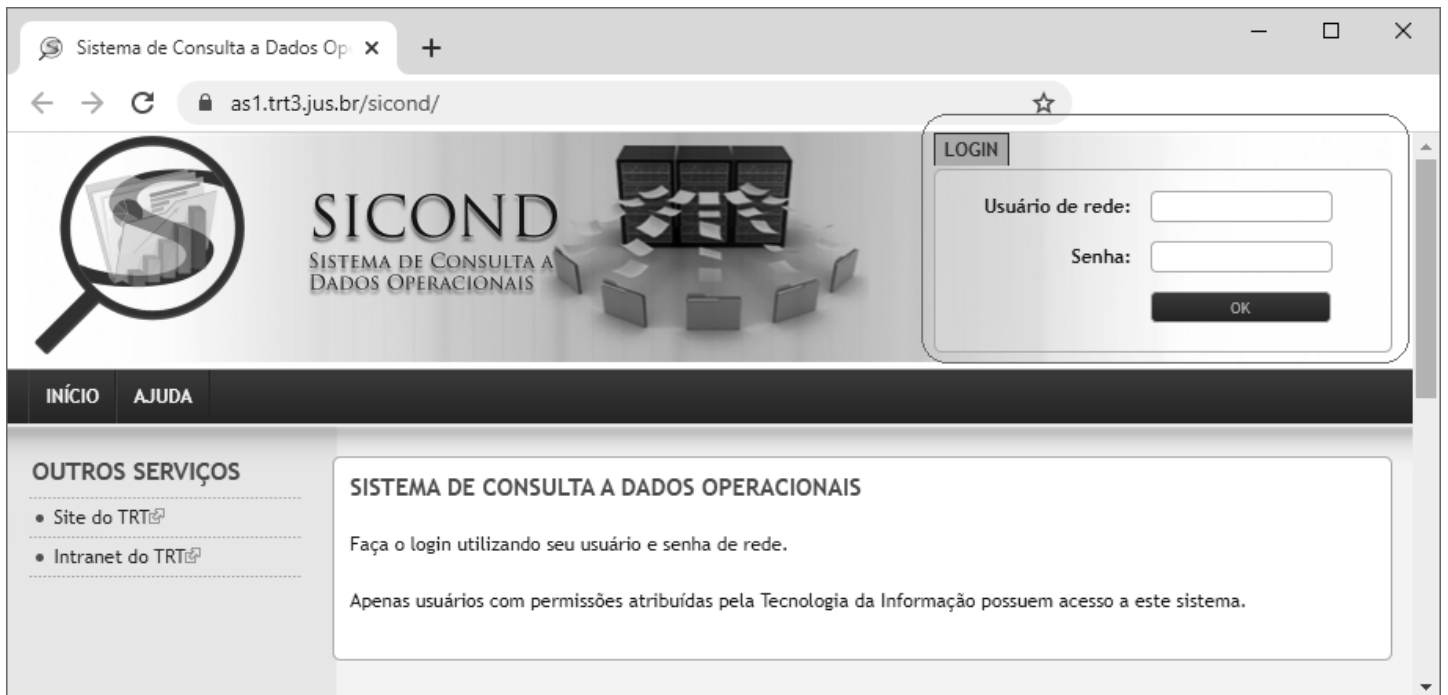 Sistema de Consulta a Dados Op
as1.trt3.jus.br/sicond/
LOGIN
Usuário de rede:
Senha:
OK
SICOND
SISTEMA DE CONSULTA A
DADOS OPERACIONAIS
INÍCIO AJUDA
OUTROS SERVIÇOS
• Site do TRT
• Intranet do TRT
SISTEMA DE CONSULTA A DADOS OPERACIONAIS
Faça o login utilizando seu usuário e senha de rede.
Apenas usuários com permissões atribuídas pela Tecnologia da Informação possuem acesso a este sistema.